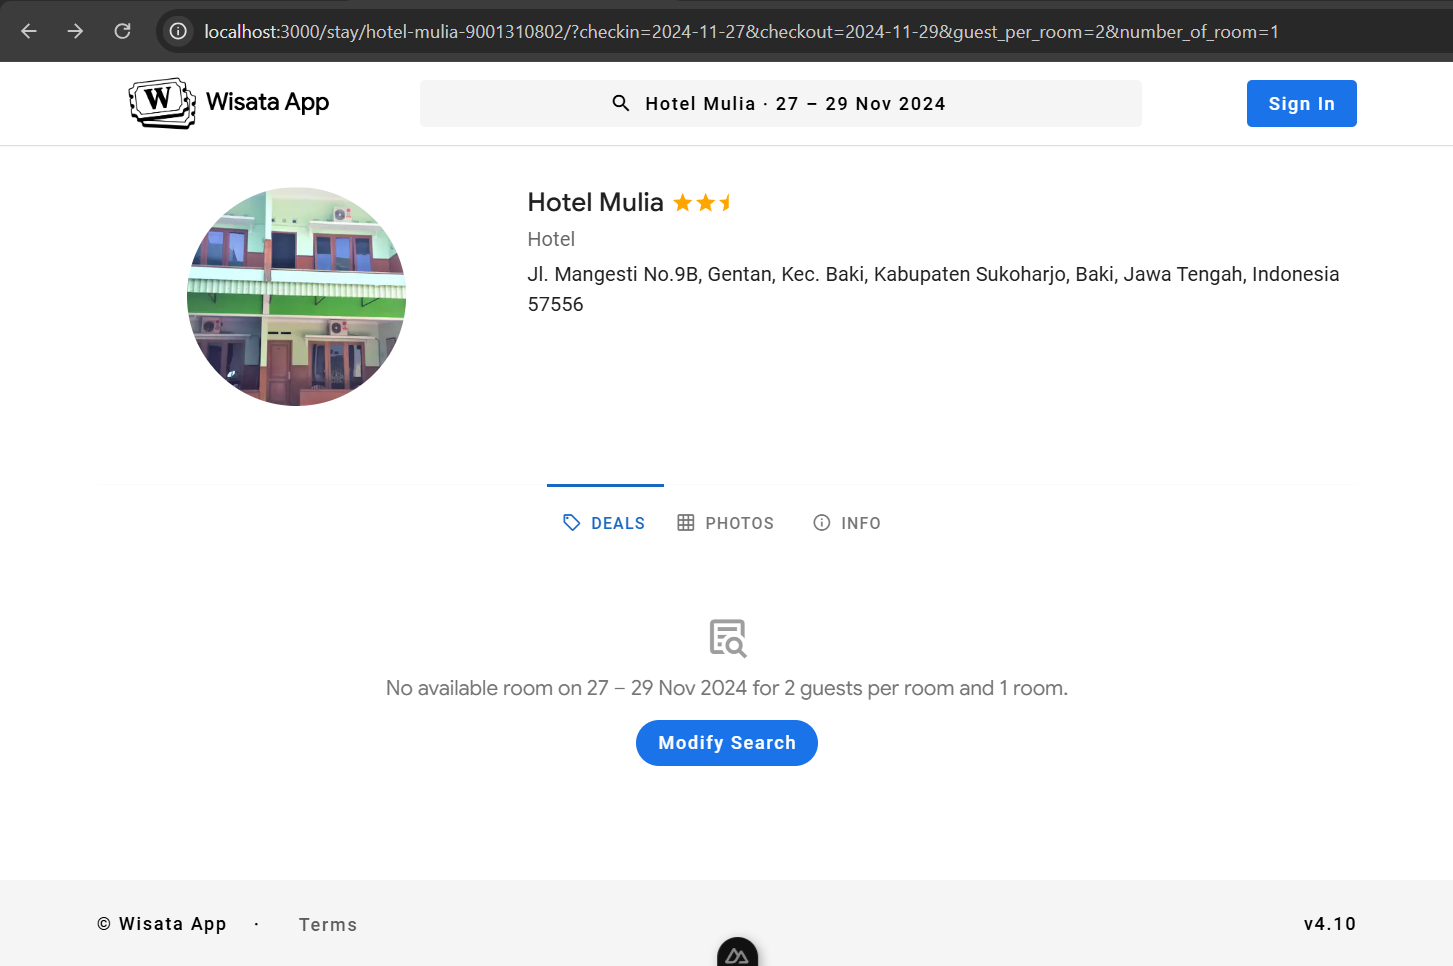 localhost:3000/stay/hotel-mulia-9001310802/?checkin=2024-11-27&checkout=2024-11-29&guest_per_room=2&number_of_room=1
W Wisata App
Hotel Mulia · 27 – 29 Nov 2024
Sign In
Hotel Mulia
Hotel
Jl. Mangesti No.9B, Gentan, Kec. Baki, Kabupaten Sukoharjo, Baki, Jawa Tengah, Indonesia
57556
DEALS
PHOTOS
INFO
No available room on 27 – 29 Nov 2024 for 2 guests per room and 1 room.
Modify Search
© Wisata App · Terms
v4.10